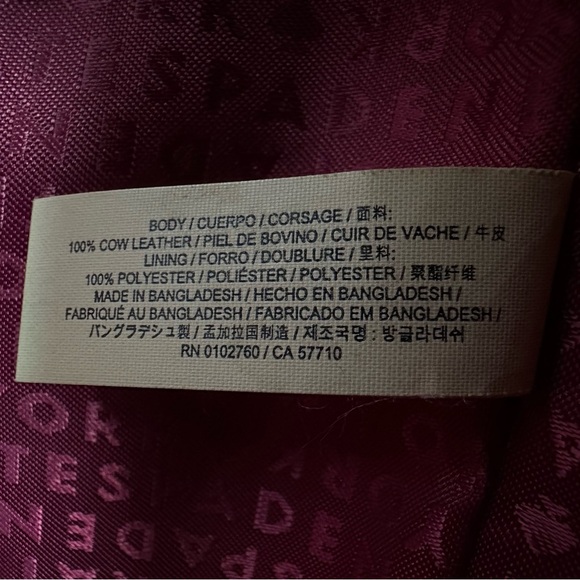 BODY / CUERPO / CORSAGE / 面料:
100% COW LEATHER / PIEL DE BOVINO / CUIR DE VACHE / 牛皮
LINING / FORRO / DOUBLURE / 里料:
100% POLYESTER / POLIÉSTER / POLYESTER / 聚酯纤维
MADE IN BANGLADESH / HECHO EN BANGLADESH /
FABRIQUÉ AU BANGLADESH / FABRICADO EM BANGLADESH /
バングラデシュ製 / 孟加拉国制造 / 제조국명 : 방글라데쉬
RN 0102760 / CA 57710